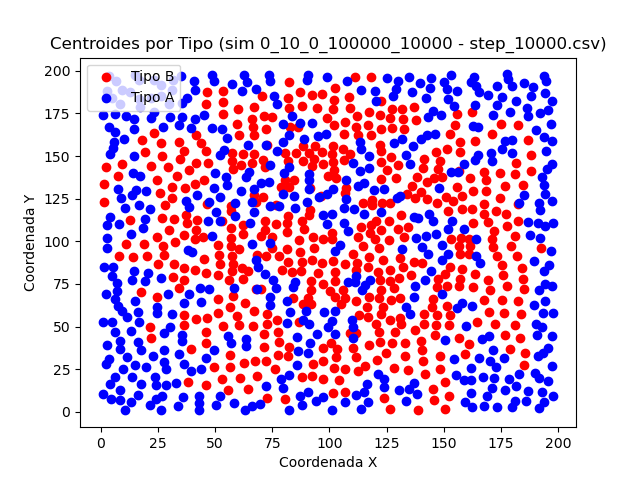 Centroides por Tipo (sim 0_10_0_100000_10000 - step_10000.csv)
Tipo B
Tipo A
Coordenada Y
200
175
150
125
100
75
50
25
0
0 25 50 75 100 125 150 175 200
Coordenada X